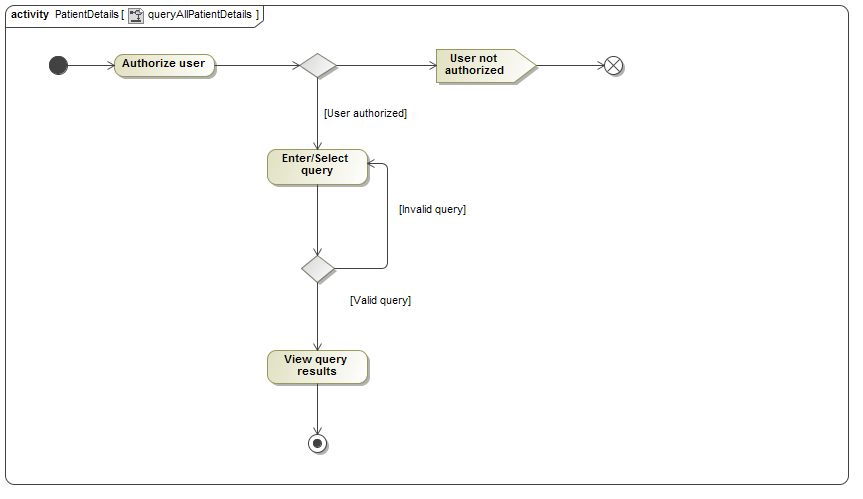 activity PatientDetails [ queryAllPatientDetails ]
Authorize user
User not
authorized
[User authorized]
Enter/Select
query
[Invalid query]
[Valid query]
View query
results